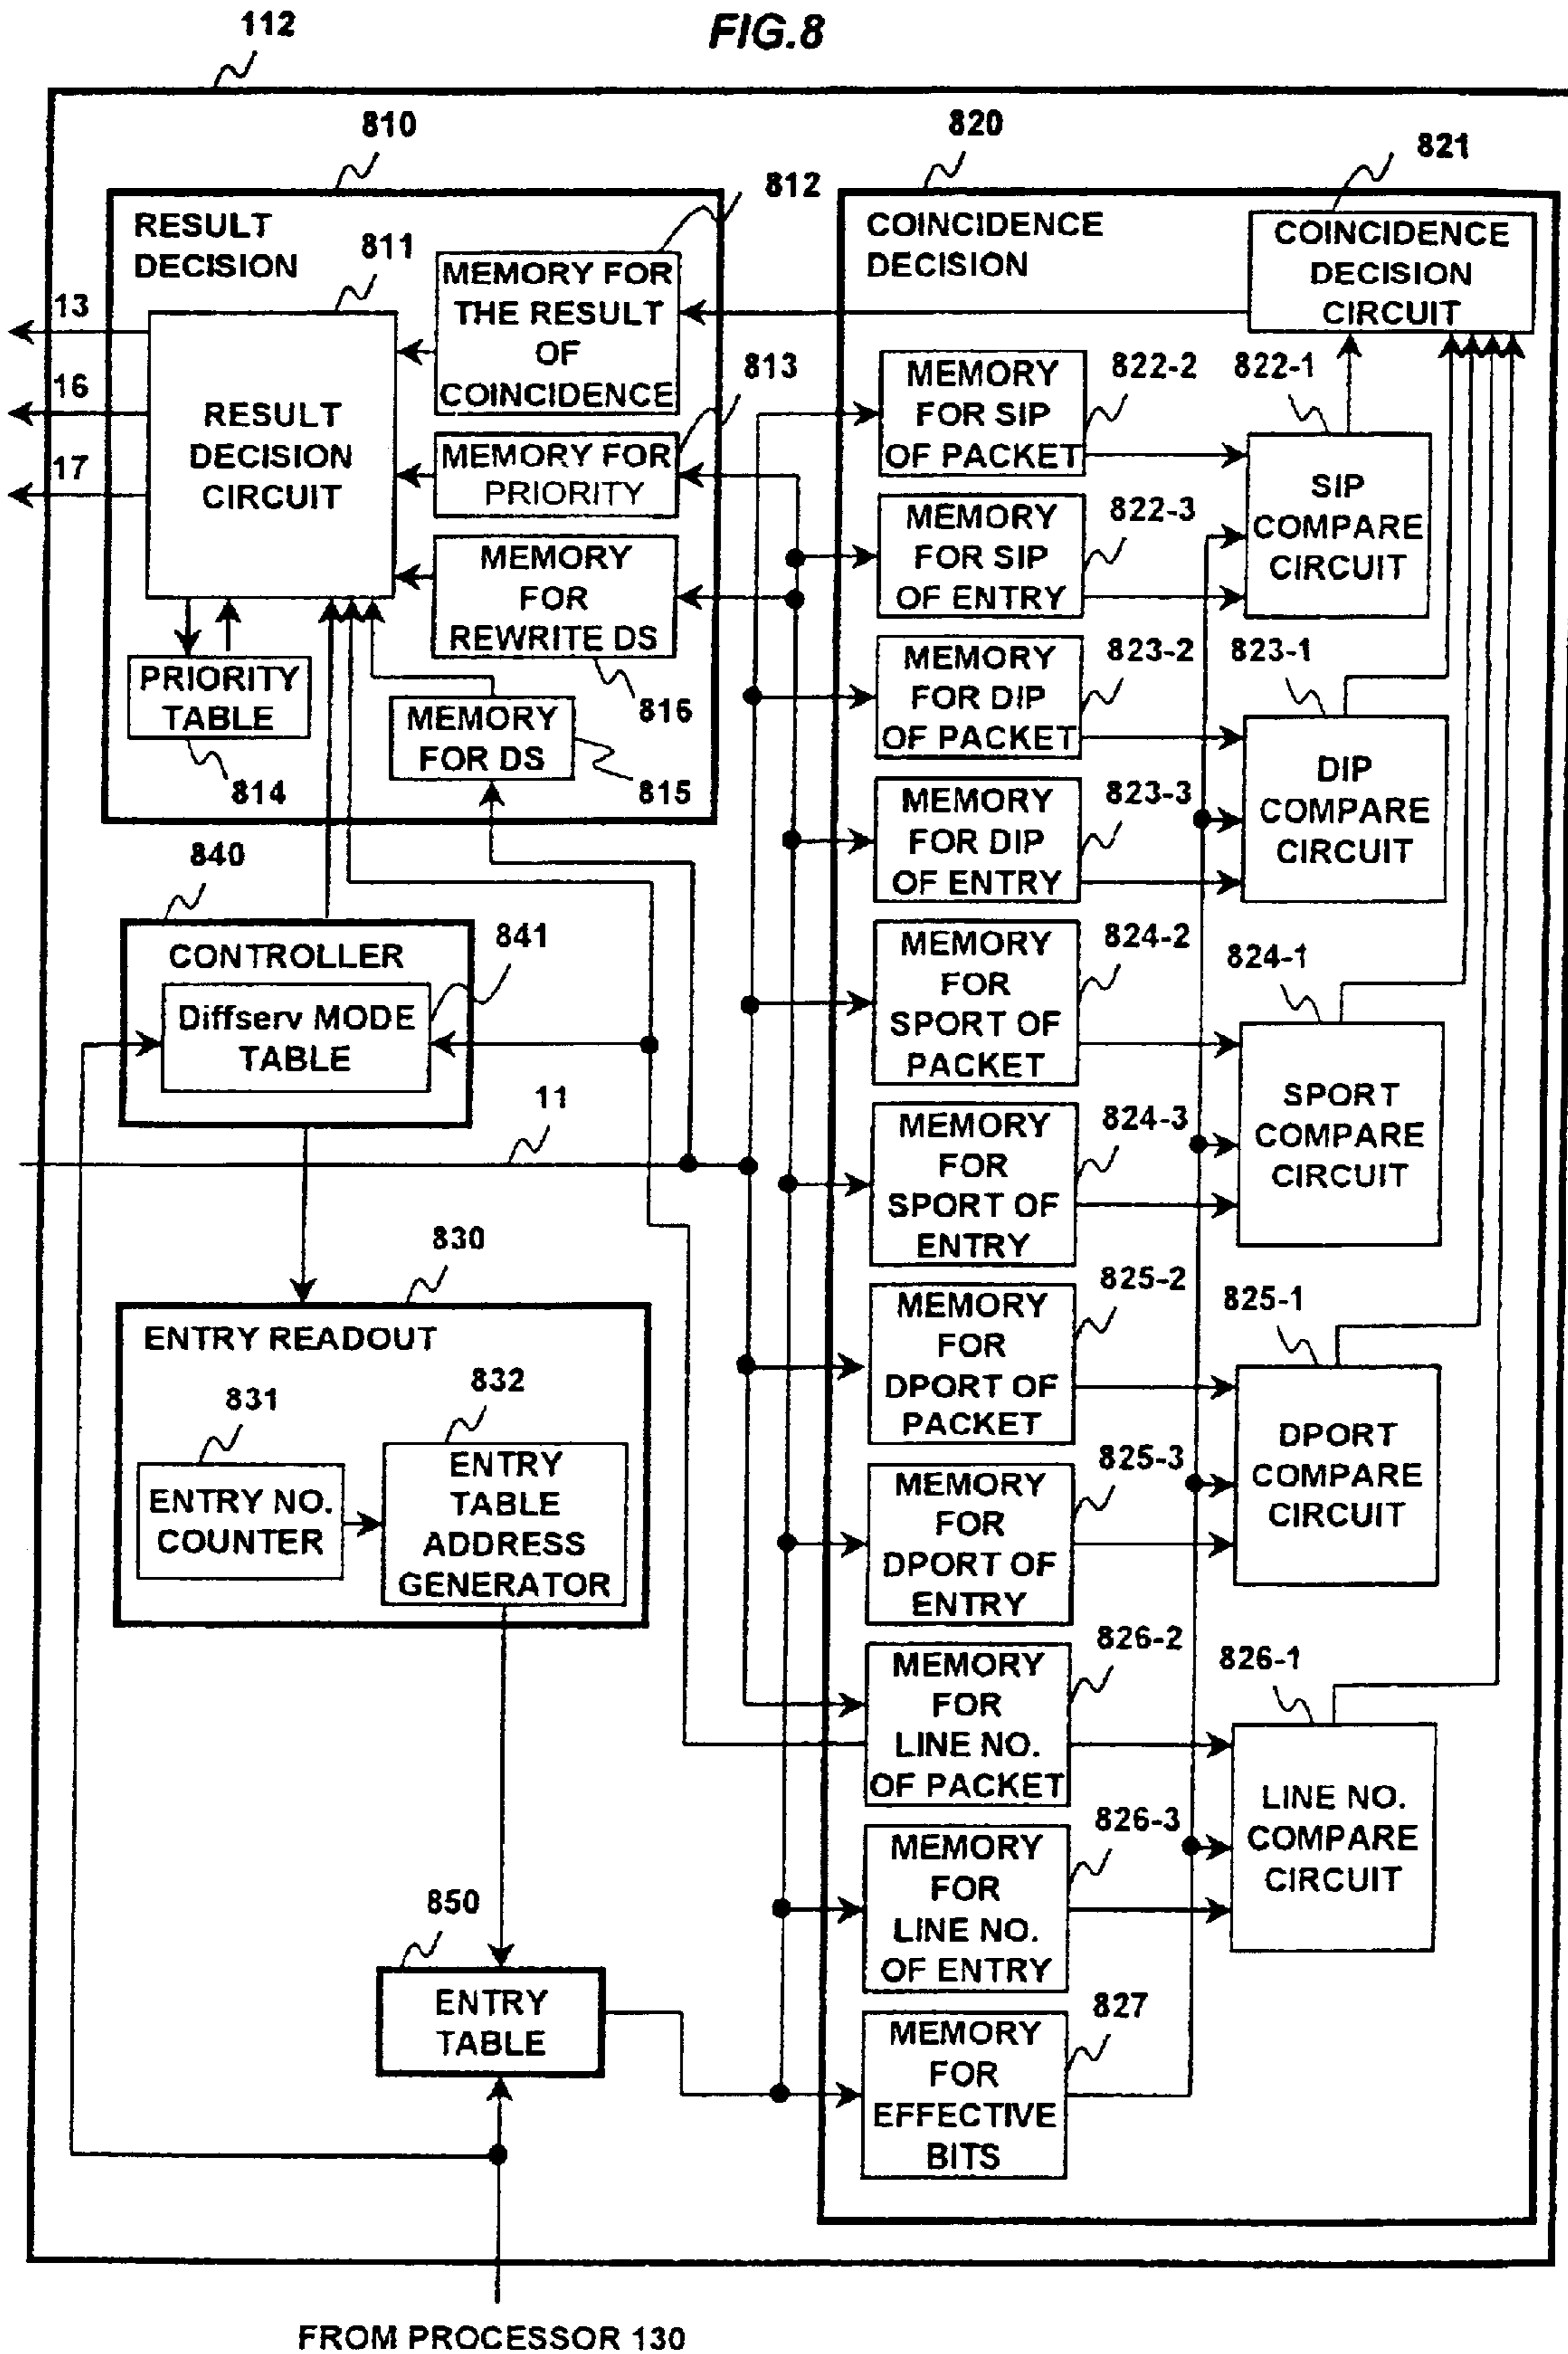 FIG.8
112
810
820
821
812
RESULT
DECISION
811
MEMORY FOR
THE RESULT
OF
COINCIDENCE
COINCIDENCE
DECISION
COINCIDENCE
DECISION
CIRCUIT
13
16
17
RESULT
DECISION
CIRCUIT
813
MEMORY FOR
PRIORITY
MEMORY
FOR
REWRITE DS
816
PRIORITY
TABLE
814
MEMORY
FOR DS
815
MEMORY
FOR SIP
OF PACKET
822-2
822-1
SIP
COMPARE
CIRCUIT
MEMORY
FOR SIP
OF ENTRY
822-3
MEMORY
FOR DIP
OF PACKET
823-2
823-1
DIP
COMPARE
CIRCUIT
MEMORY
FOR DIP
OF ENTRY
823-3
840
CONTROLLER
841
Diffserv MODE
TABLE
11
MEMORY
FOR
SPORT OF
PACKET
824-2
824-1
SPORT
COMPARE
CIRCUIT
MEMORY
FOR
SPORT OF
ENTRY
824-3
830
ENTRY READOUT
831
832
ENTRY NO.
COUNTER
ENTRY
TABLE
ADDRESS
GENERATOR
MEMORY
FOR
DPORT OF
PACKET
825-2
825-1
DPORT
COMPARE
CIRCUIT
MEMORY
FOR
DPORT OF
ENTRY
825-3
MEMORY
FOR
LINE NO.
OF PACKET
826-2
826-1
LINE NO.
COMPARE
CIRCUIT
MEMORY
FOR
LINE NO.
OF ENTRY
826-3
850
ENTRY
TABLE
MEMORY
FOR
EFFECTIVE
BITS
827
FROM PROCESSOR 130